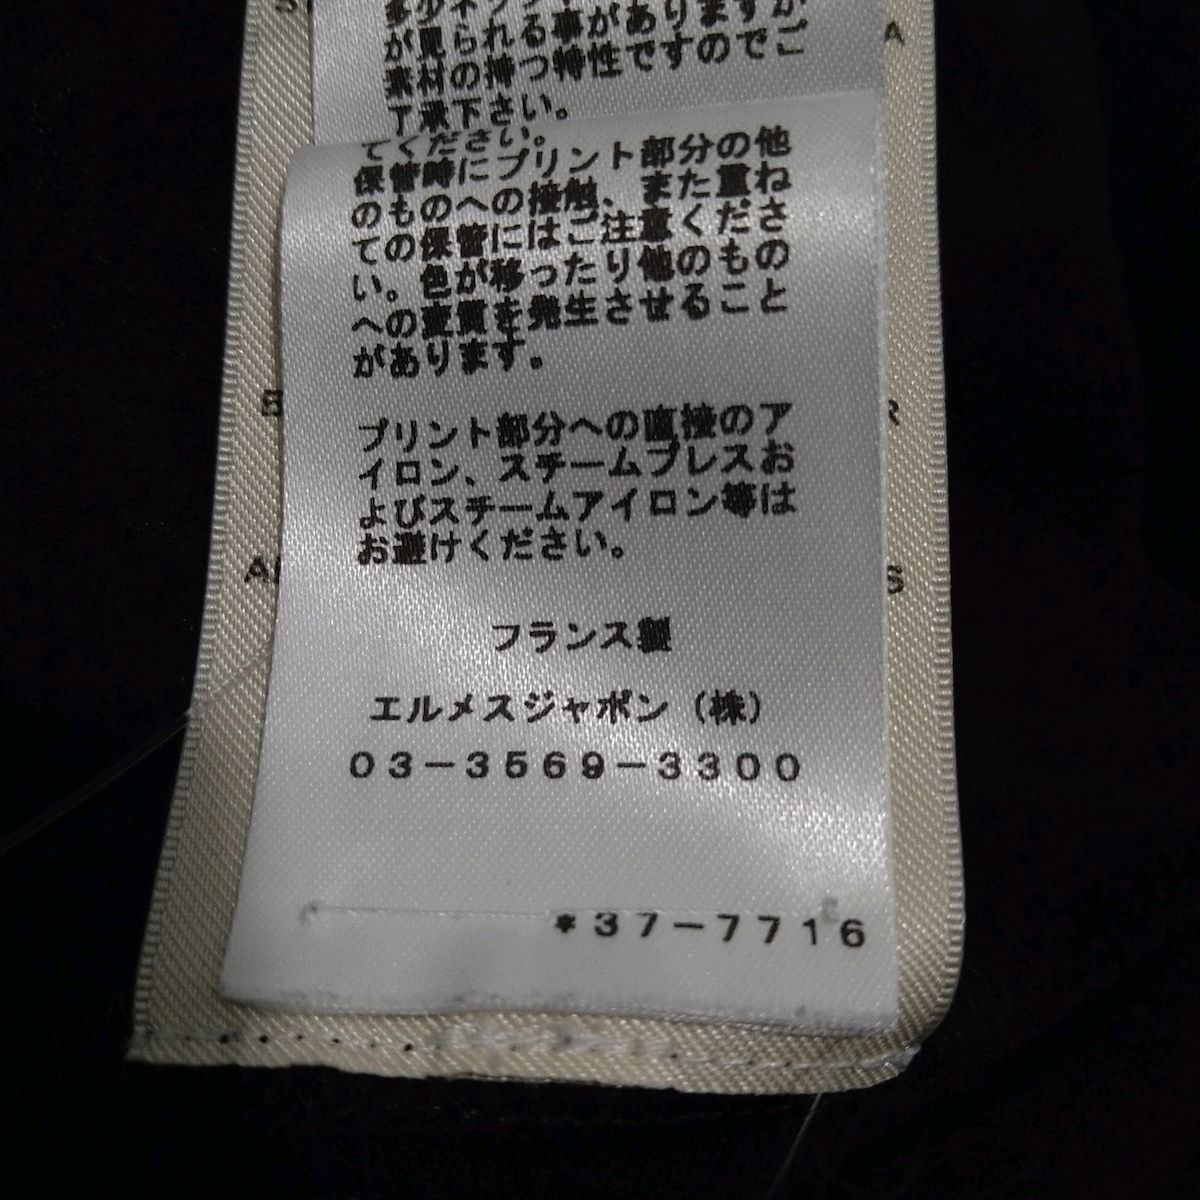 が見られる事がありますが
素材の持つ特性ですのでご
了承下さい。
てください。
保管時にプリント部分の他
のものへの接触、また重ね
ての保管にはご注意くださ
い。色が移ったり他のもの
への変質を発生させること
があります。
プリント部分への直接のア
イロン、スチームプレスお
よびスチームアイロン等は
お避けください。
フランス製
エルメスジャポン（株）
03-3569-3300
*37-7716